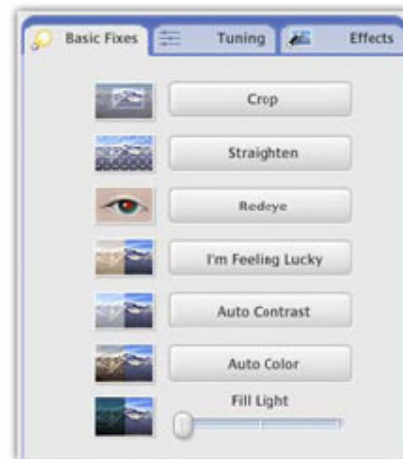 Basic Fixes
Tuning
Effects
Crop
Straighten
Redeye
I'm Feeling Lucky
Auto Contrast
Auto Color
Fill Light